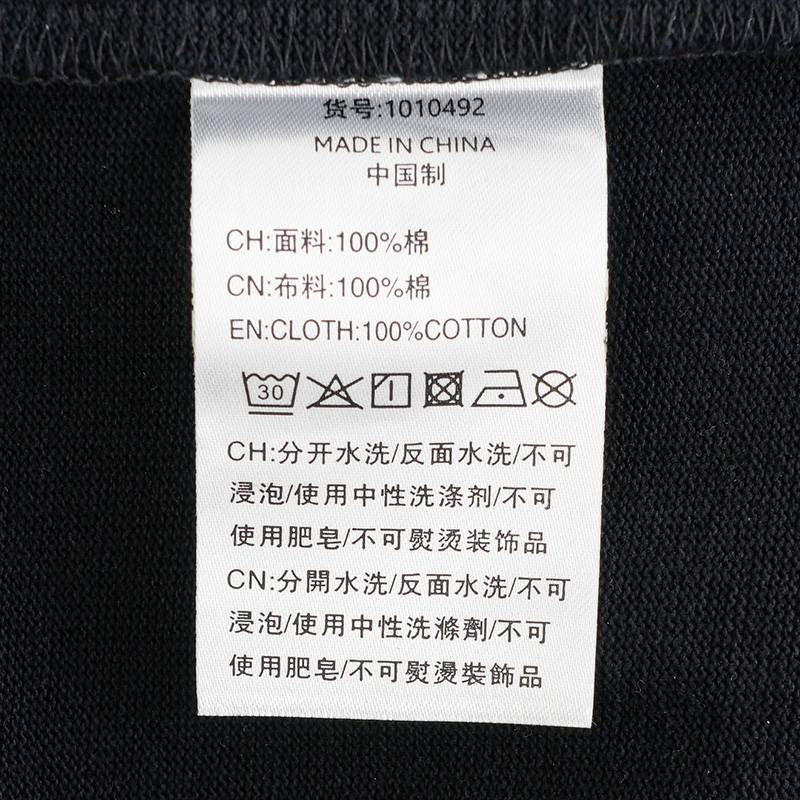 货号:1010492
MADE IN CHINA
中国制
CH:面料:100%棉
CN:布料:100%棉
EN:CLOTH:100%COTTON
30
CH:分开水洗/反面水洗/不可
浸泡/使用中性洗涤剂/不可
使用肥皂/不可熨烫装饰品
CN:分開水洗/反面水洗/不可
浸泡/使用中性洗滌劑/不可
使用肥皂/不可熨燙裝飾品